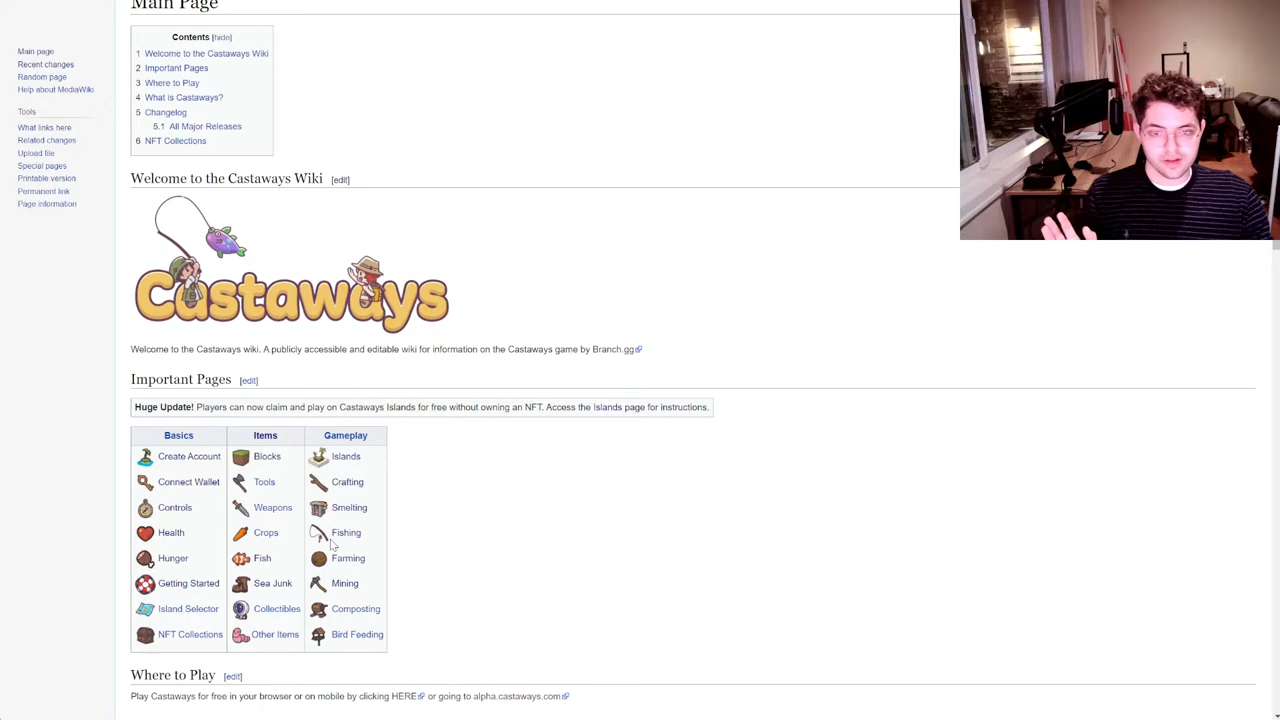 Main Page
Main page
Recent changes
Random page
Help about MediaWiki
Tools
What links here
Related changes
Upload file
Special pages
Printable version
Permanent link
Page information
Contents [hide]
1 Welcome to the Castaways Wiki
2 Important Pages
3 Where to Play
4 What is Castaways?
5 Changelog
5.1 All Major Releases
6 NFT Collections
Welcome to the Castaways Wiki [edit]
Castaways
Welcome to the Castaways wiki. A publicly accessible and editable wiki for information on the Castaways game by Branch.gg
Important Pages [edit]
Huge Update! Players can now claim and play on Castaways Islands for free without owning an NFT. Access the Islands page for instructions.
Basics Items Gameplay
Create Account Blocks Islands
Connect Wallet Tools Crafting
Controls Weapons Smelting
Health Crops Fishing
Hunger Fish Farming
Getting Started Sea Junk Mining
Island Selector Collectibles Composting
NFT Collections Other Items Bird Feeding
Where to Play [edit]
Play Castaways for free in your browser or on mobile by clicking HERE or going to alpha.castaways.com